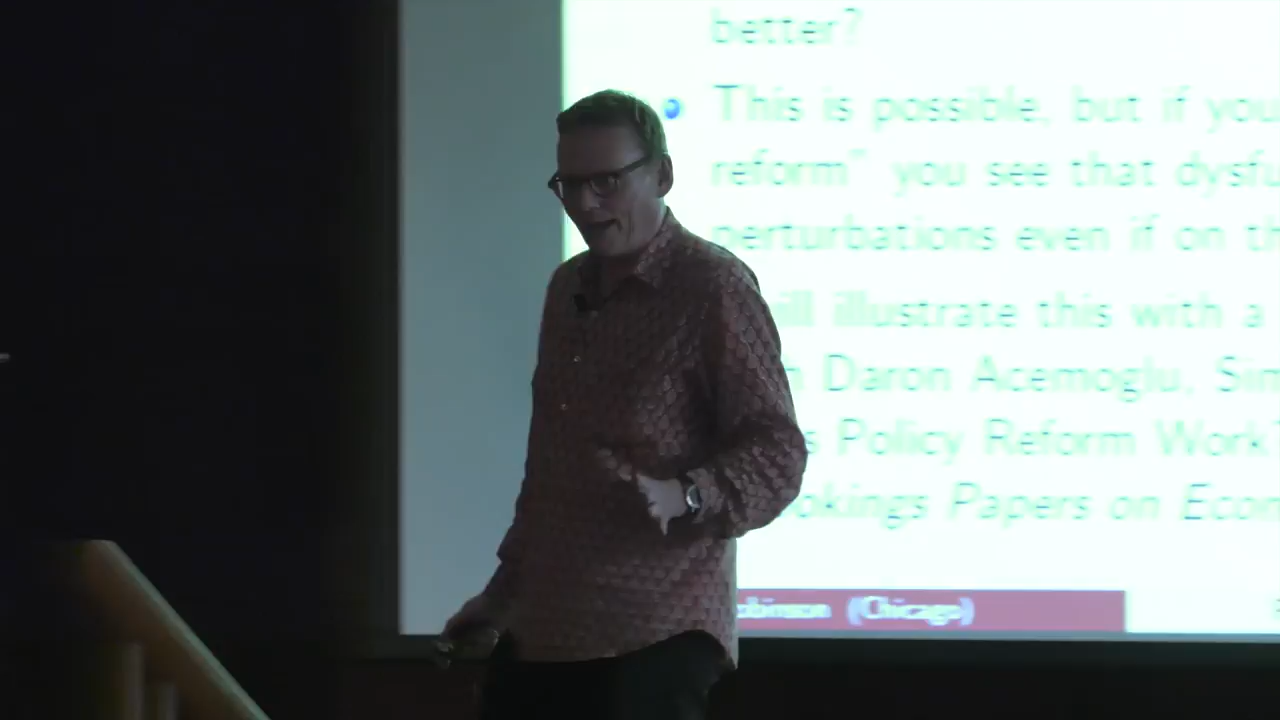 better?
This is possible, but if you
reform" you see that dysfu
perturbations even if on th
ill illustrate this with a
h Daron Acemoglu, Sim
s Policy Reform Work?
okings Papers on Econ
obinson (Chicago)